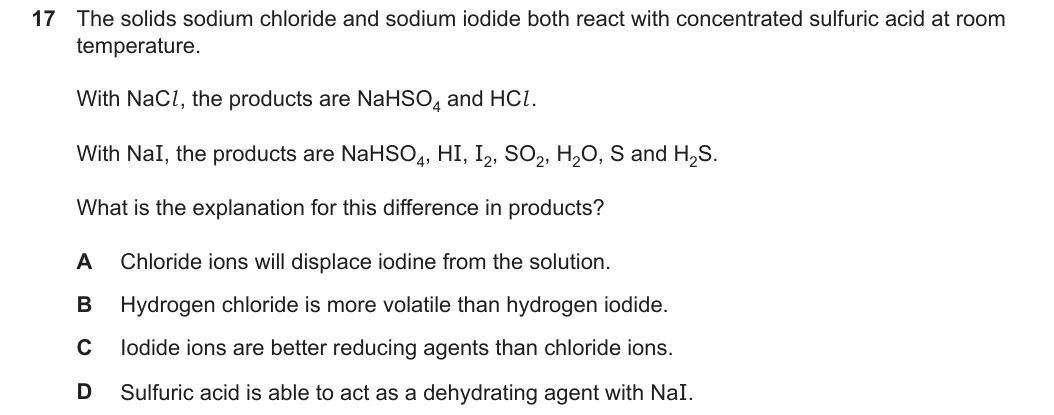 17 The solids sodium chloride and sodium iodide both react with concentrated sulfuric acid at room
temperature.
With NaCl, the products are NaHSO₄ and HCl.
With NaI, the products are NaHSO₄, HI, I₂, SO₂, H₂O, S and H₂S.
What is the explanation for this difference in products?
A Chloride ions will displace iodine from the solution.
B Hydrogen chloride is more volatile than hydrogen iodide.
C Iodide ions are better reducing agents than chloride ions.
D Sulfuric acid is able to act as a dehydrating agent with NaI.